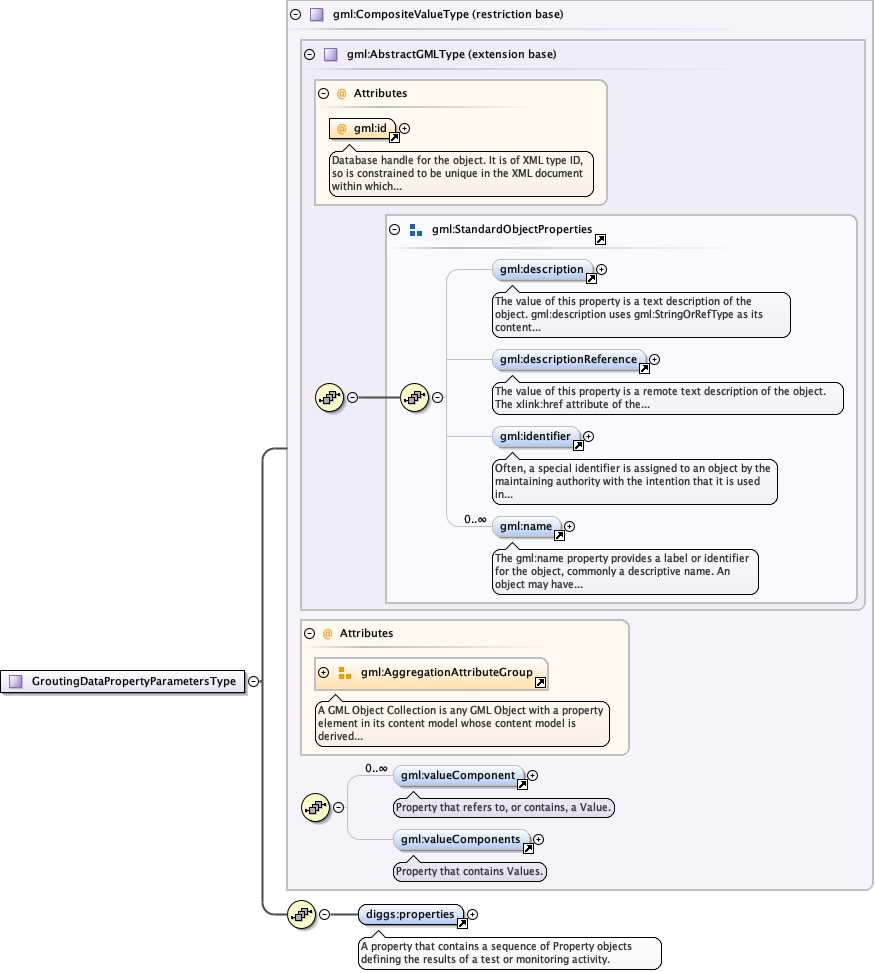 gml:CompositeValueType (restriction base)
gml:AbstractGMLType (extension base)
@ Attributes
@ gml:id
Database handle for the object. It is of XML type ID,
so is constrained to be unique in the XML document
within which...
gml:StandardObjectProperties
gml:description
The value of this property is a text description of the
object. gml:description uses gml:StringOrRefType as its
content...
gml:descriptionReference
The value of this property is a remote text description of the object.
The xlink:href attribute of the...
gml:identifier
Often, a special identifier is assigned to an object by the
maintaining authority with the intention that it is used
in...
0..∞
gml:name
The gml:name property provides a label or identifier
for the object, commonly a descriptive name. An
object may have...
@ Attributes
gml:AggregationAttributeGroup
A GML Object Collection is any GML Object with a property
element in its content model whose content model is
derived...
GroutingDataPropertyParametersType
0..∞
gml:valueComponent
Property that refers to, or contains, a Value.
gml:valueComponents
Property that contains Values.
diggs:properties
A property that contains a sequence of Property objects
defining the results of a test or monitoring activity.